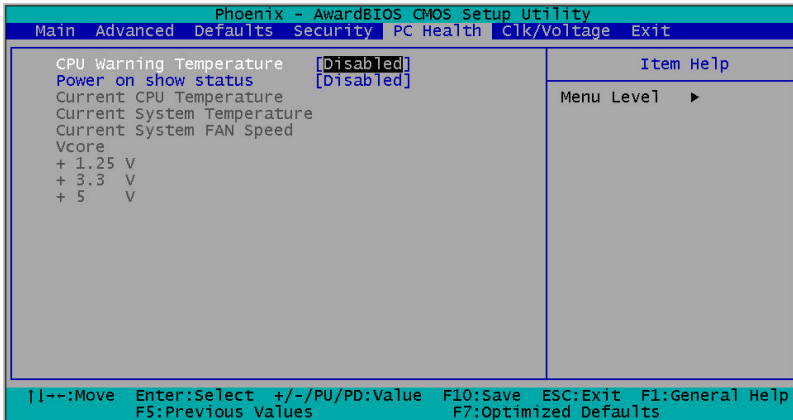 Phoenix - AwardBIOS CMOS Setup Utility
Main Advanced Defaults Security PC Health Clk/Voltage Exit
CPU Warning Temperature [Disabled]
Power on show status [Disabled]
Current CPU Temperature
Current System Temperature
Current System FAN Speed
Vcore
+ 1.25 V
+ 3.3 V
+ 5 V
Item Help
Menu Level ►
↑↓→←:Move Enter:Select +/-/PU/PD:Value F10:Save ESC:Exit F1:General Help
F5:Previous Values F7:Optimized Defaults